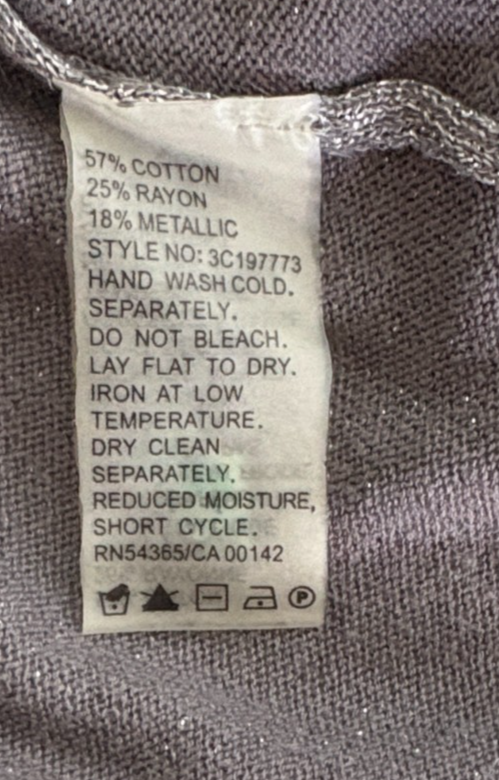 57% COTTON
25% RAYON
18% METALLIC
STYLE NO: 3C197773
HAND WASH COLD.
SEPARATELY.
DO NOT BLEACH.
LAY FLAT TO DRY.
IRON AT LOW
TEMPERATURE.
DRY CLEAN
SEPARATELY.
REDUCED MOISTURE,
SHORT CYCLE.
RN54365/CA 00142
P